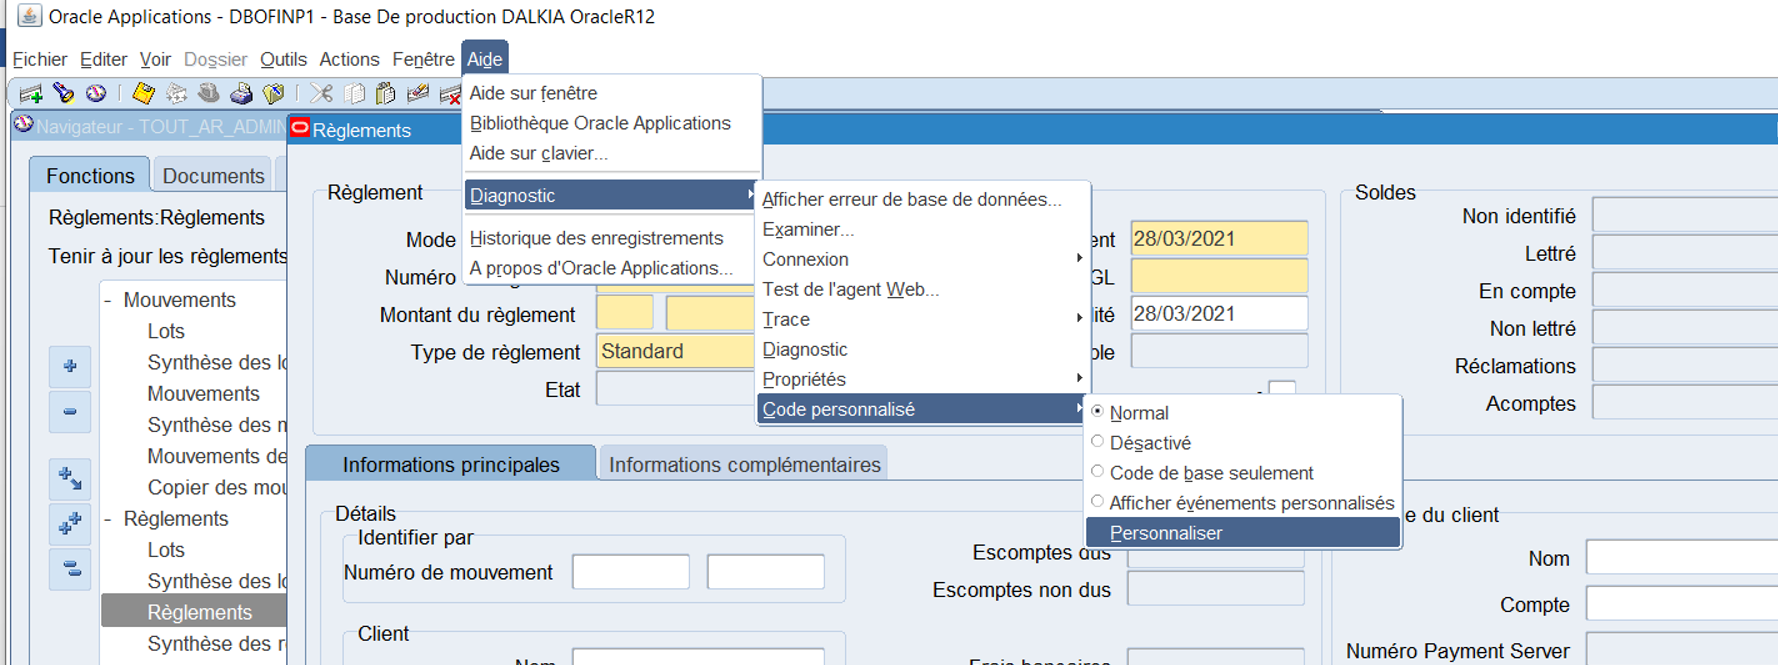 Oracle Applications - DBOFINP1 - Base De production DALKIA OracleR12
Fichier Editer Voir Dossier Outils Actions Fenêtre Aide
Navigateur - TOUT_AR_ADMIN
Fonctions Documents
Règlements:Règlements
Tenir à jour les règlements
- Mouvements
Lots
Synthèse des
Mouvements
Synthèse des
Mouvements de
Copier des
- Règlements
Lots
Synthèse des
Règlements
Synthèse des
Règlements
Aide sur fenêtre
Bibliothèque Oracle Applications
Aide sur clavier...
Diagnostic
Historique des enregistrements
A propos d'Oracle Applications...
Afficher erreur de base de données...
Examiner...
Connexion
Test de l'agent Web...
Trace
Diagnostic
Propriétés
Code personnalisé
Normal
Désactivé
Code de base seulement
Afficher événements personnalisés
Personnaliser
Règlement
Mode
Numéro
Montant du règlement
Type de règlement Standard
Etat
28/03/2021
GL
28/03/2021
Soldes
Non identifié
Lettré
En compte
Non lettré
Réclamations
Acomptes
Informations principales Informations complémentaires
Détails
Identifier par
Numéro de mouvement
Client
Nom
Escomptes dus
Escomptes non dus
Frais bancaires
du client
Nom
Compte
Numéro Payment Server